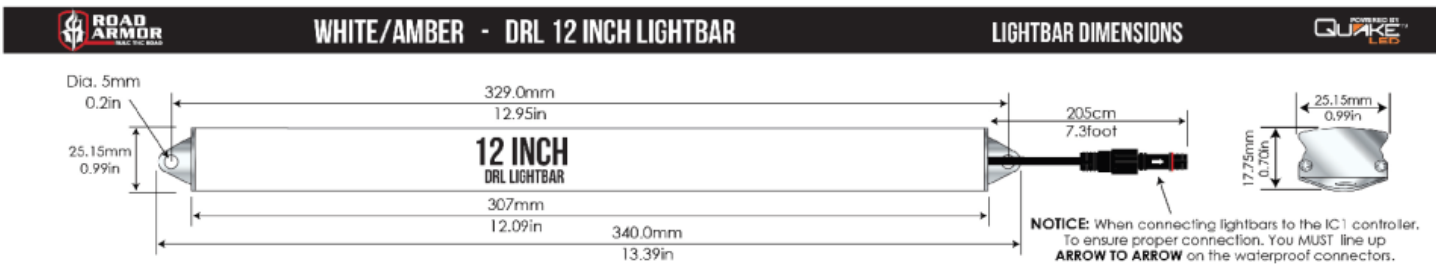 ROAD
ARMOR
WHITE/AMBER - DRL 12 INCH LIGHTBAR
LIGHTBAR DIMENSIONS
POWERED BY
QUAKE
LED
Dia. 5mm
0.2in
329.0mm
12.95in
205cm
7.3foot
25.15mm
0.99in
25.15mm
0.99in
12 INCH
DRL LIGHTBAR
17.75mm
0.70in
307mm
12.09in
340.0mm
13.39in
NOTICE: When connecting lightbars to the IC1 controller.
To ensure proper connection. You MUST line up
ARROW TO ARROW on the waterproof connectors.